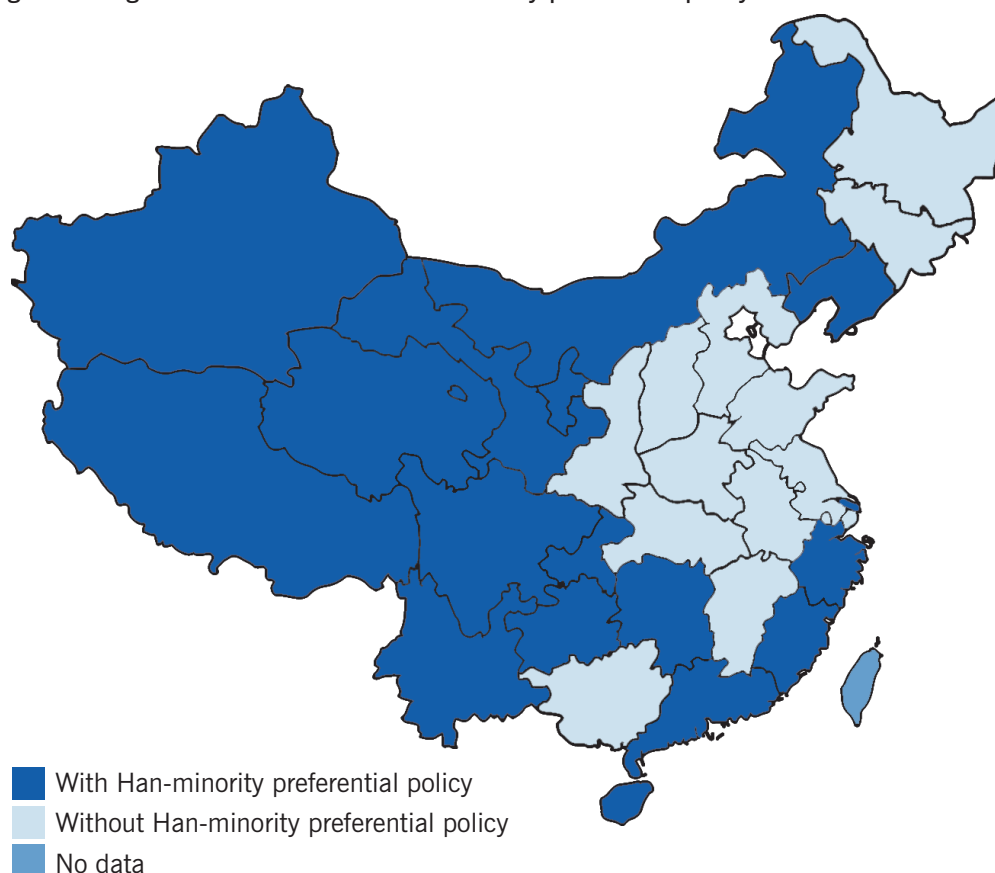 With Han-minority preferential policy
Without Han-minority preferential policy
No data